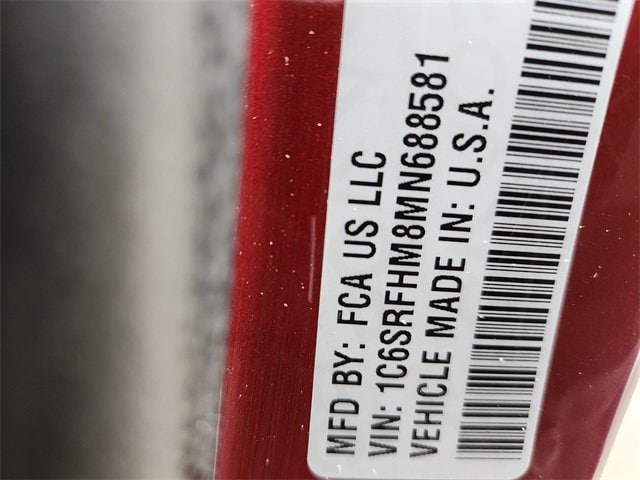 MFD BY: FCA US LLC
VIN: 1C6SRFHM8MN688581
VEHICLE MADE IN: U.S.A.